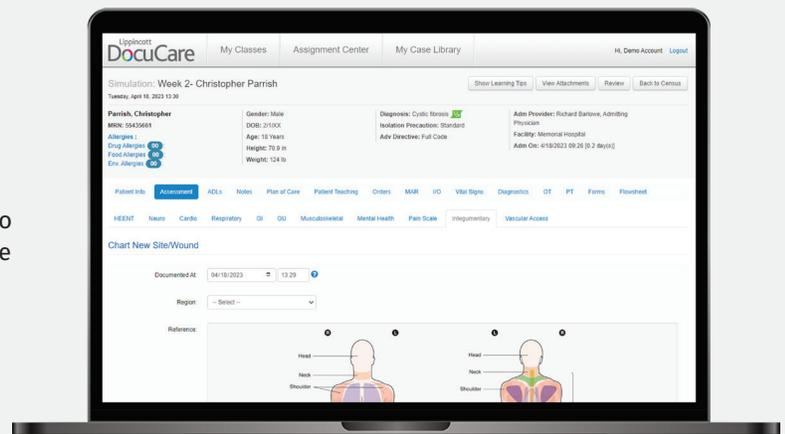 o
e
Lippincott
DocuCare
My Classes
Assignment Center
My Case Library
Hi, Demo Account Logout
Simulation: Week 2- Christopher Parrish
Tuesday, April 18, 2023 13:30
Show Learning Tips
View Attachments
Review
Back to Census
Parrish, Christopher
MRN: 55435661
Allergies :
Drug Allergies 00
Food Allergies 00
Env. Allergies 00
Gender: Male
DOB: 2/1/XX
Age: 18 Years
Height: 70.9 in
Weight: 124 lb
Diagnosis: Cystic fibrosis
Isolation Precaution: Standard
Adv Directive: Full Code
Adm Provider: Richard Barlowe, Admitting
Physician
Facility: Memorial Hospital
Adm On: 4/18/2023 09:26 [0.2 day(s)]
Patient Info Assessment ADLs Notes Plan of Care Patient Teaching Orders MAR I/O Vital Signs Diagnostics OT PT Forms Flowsheet
HEENT Neuro Cardio Respiratory GI GU Musculoskeletal Mental Health Pain Scale Integumentary Vascular Access
Chart New Site/Wound
Documented At: 04/18/2023 13:29 ?
Region: -- Select --
Reference:
R L L R
Head Head
Neck Neck
Shoulder Shoulder